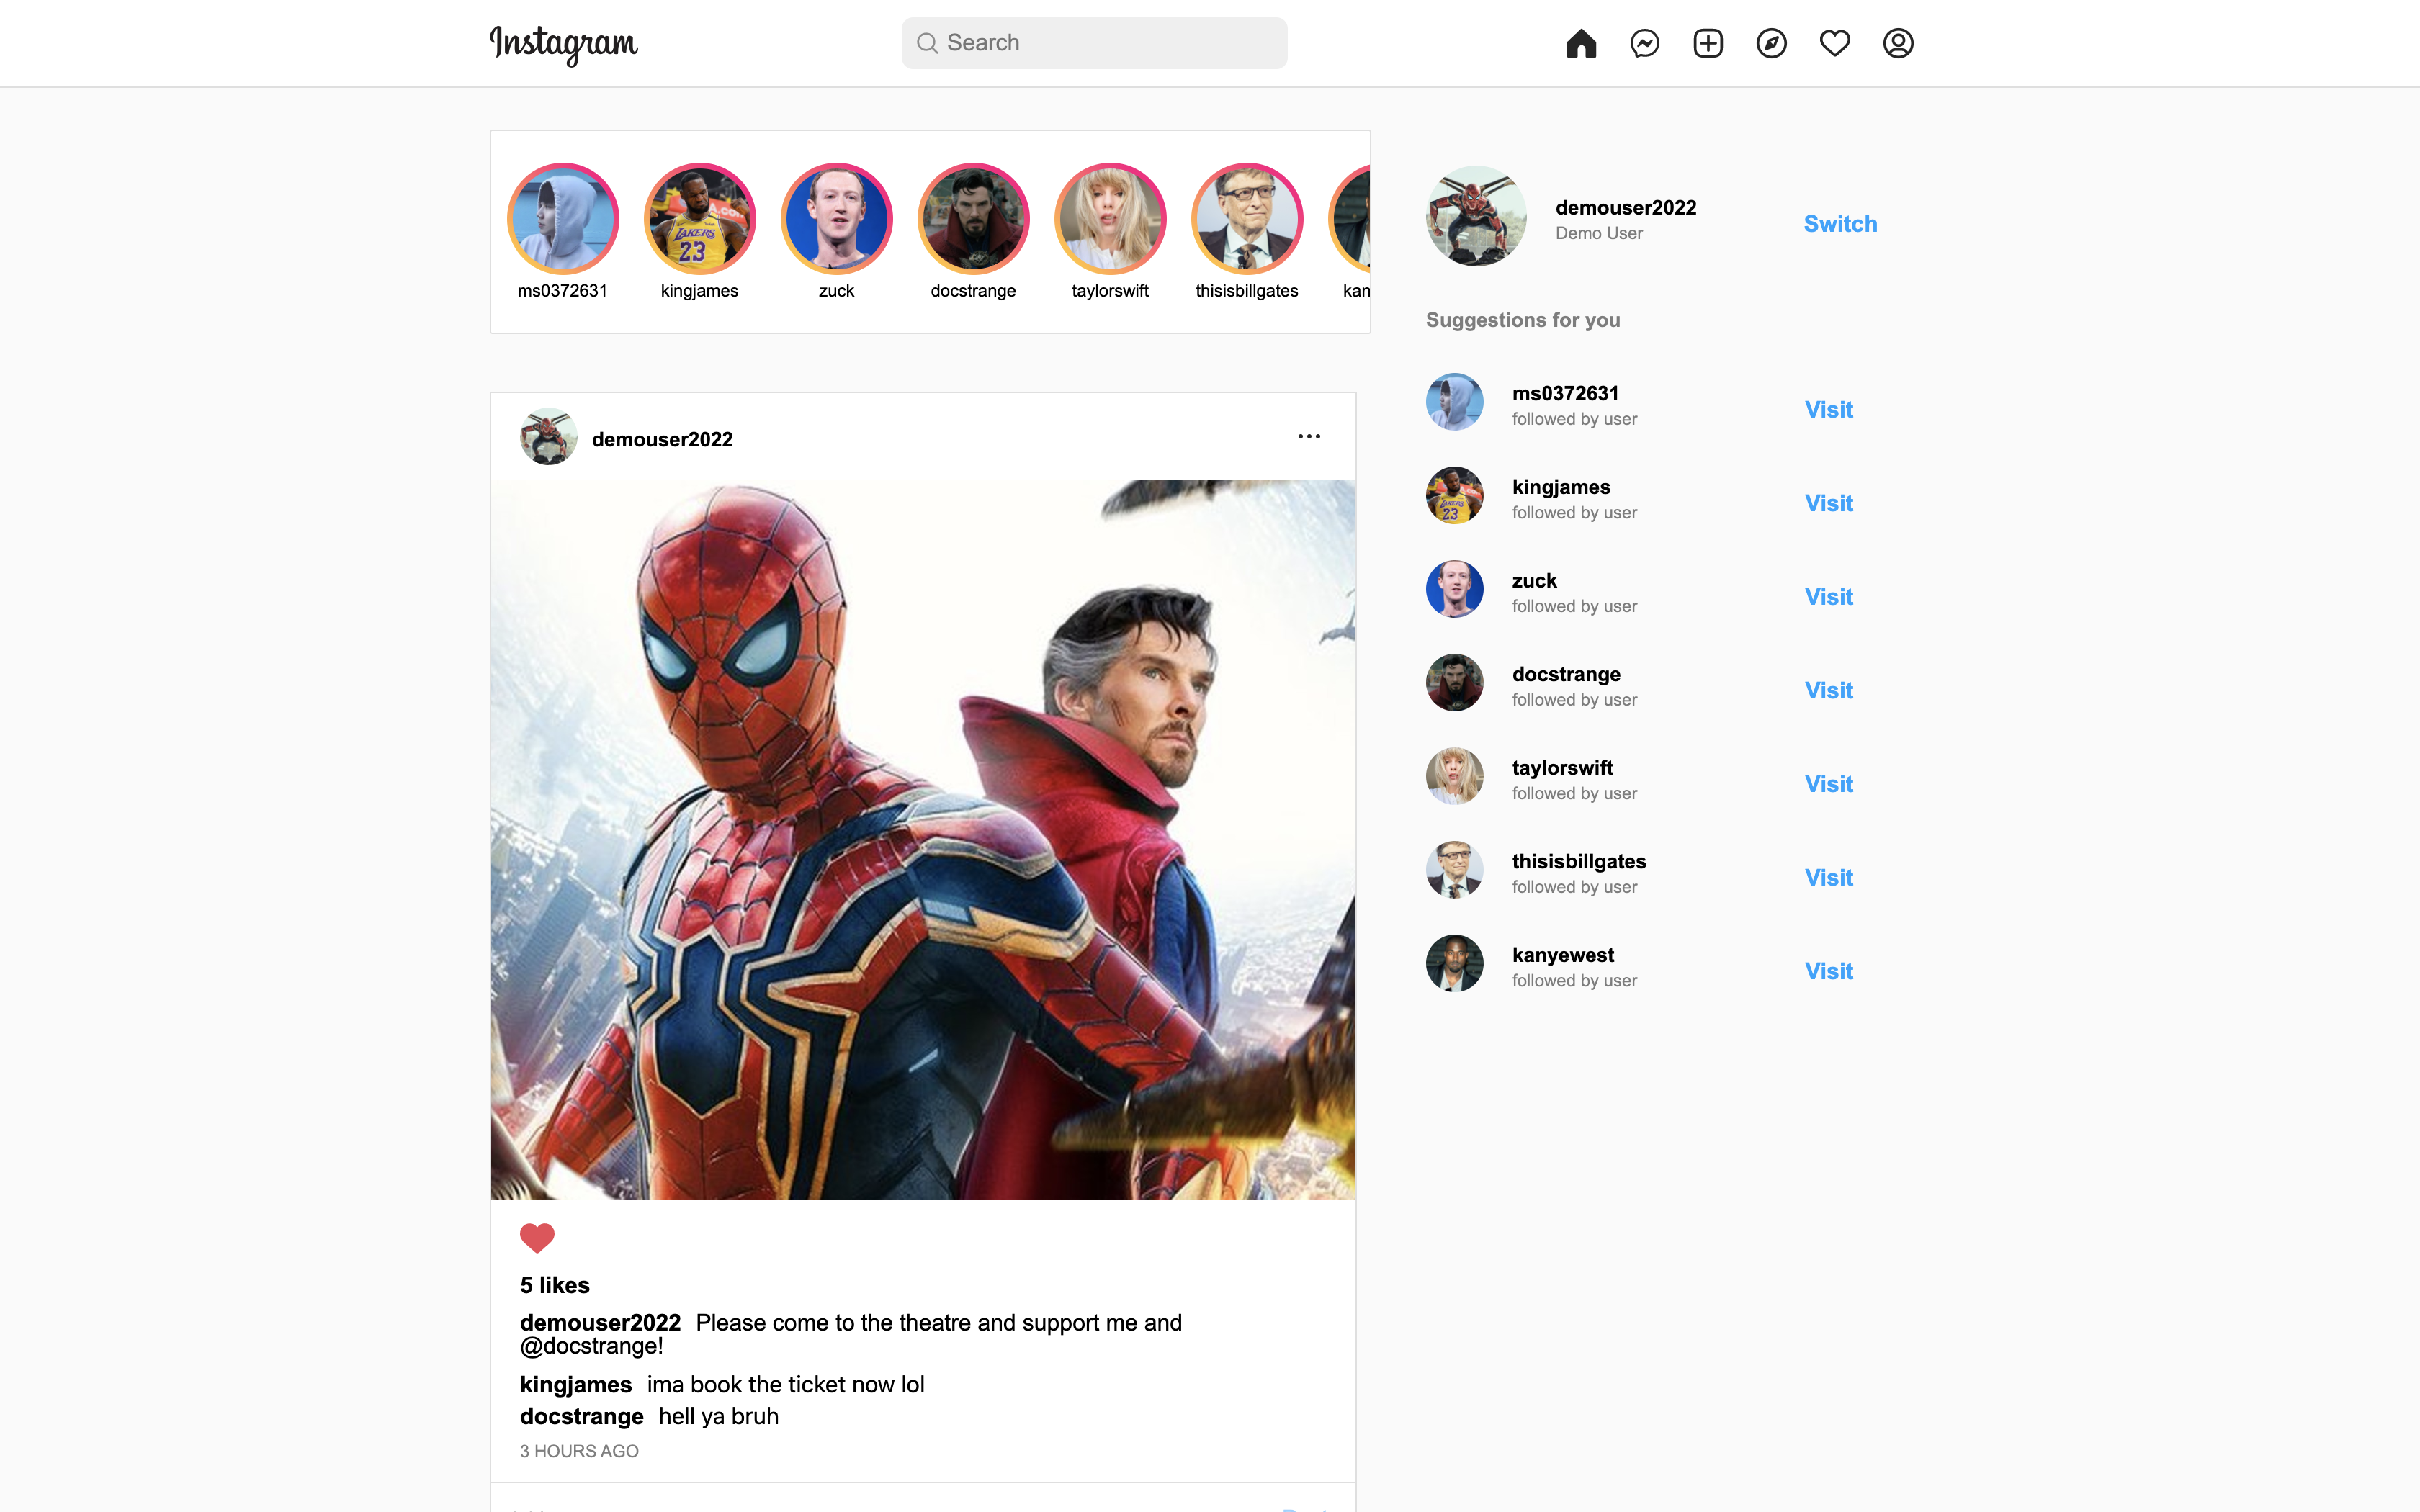 Instagram
Search
ms0372631
kingjames
zuck
docstrange
taylorswift
thisisbillgates
kan
demouser2022
Demo User
Switch
Suggestions for you
ms0372631
followed by user
Visit
kingjames
followed by user
Visit
zuck
followed by user
Visit
docstrange
followed by user
Visit
taylorswift
followed by user
Visit
thisisbillgates
followed by user
Visit
kanyewest
followed by user
Visit
demouser2022
LAKERS
23
5 likes
demouser2022 Please come to the theatre and support me and
@docstrange!
kingjames ima book the ticket now lol
docstrange hell ya bruh
3 HOURS AGO